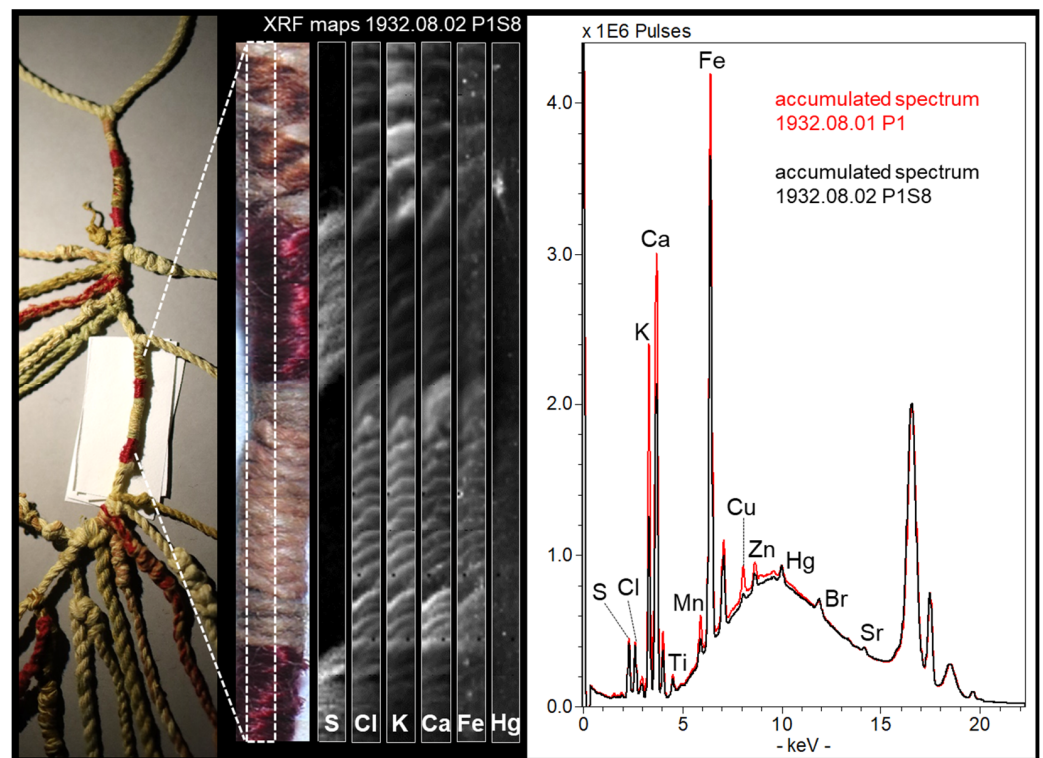 XRF maps 1932.08.02 P1S8
S Cl K Ca Fe Hg
x 1E6 Pulses
Fe
4.0
accumulated spectrum
1932.08.01 P1
accumulated spectrum
1932.08.02 P1S8
3.0
Ca
K
2.0
Cu
1.0
Zn
Hg
S
Cl
Mn
Br
Sr
Ti
0.0
0 5 10 15 20
- keV -